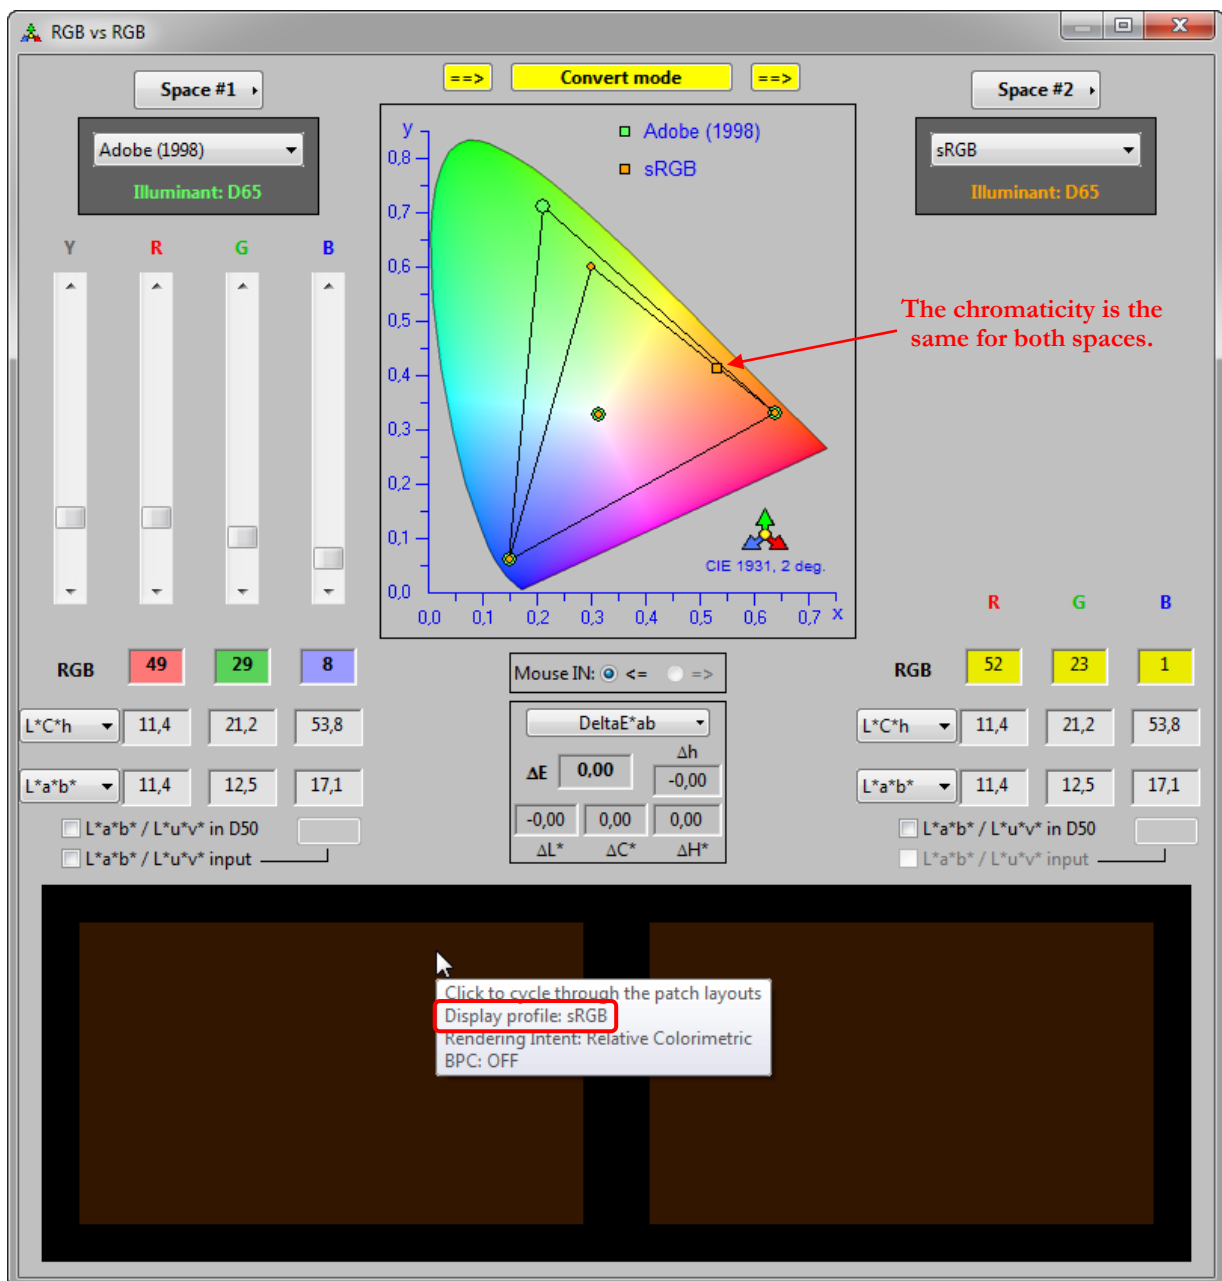 RGB vs RGB
Space #1
==> Convert mode ==>
Space #2
Adobe (1998)
Illuminant: D65
sRGB
Illuminant: D65
Y R G B
y
Adobe (1998)
sRGB
0,8
0,7
0,6
0,5
0,4
0,3
0,2
0,1
0,0
0,0 0,1 0,2 0,3 0,4 0,5 0,6 0,7 x
CIE 1931, 2 deg.
The chromaticity is the
same for both spaces.
R G B
RGB 49 29 8
L*C*h 11,4 21,2 53,8
L*a*b* 11,4 12,5 17,1
L*a*b* / L*u*v* in D50
L*a*b* / L*u*v* input
Mouse IN: <= =>
DeltaE*ab
Δh
ΔE 0,00 -0,00
-0,00 0,00 0,00
ΔL* ΔC* ΔH*
RGB 52 23 1
L*C*h 11,4 21,2 53,8
L*a*b* 11,4 12,5 17,1
L*a*b* / L*u*v* in D50
L*a*b* / L*u*v* input
Click to cycle through the patch layouts
Display profile: sRGB
Rendering Intent: Relative Colorimetric
BPC: OFF